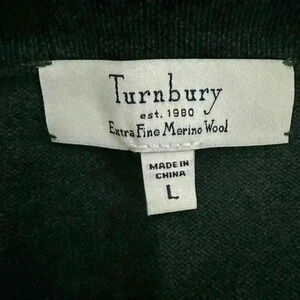 Turnbury
est. 1980
Extra Fine Merino Wool
MADE IN
CHINA
L